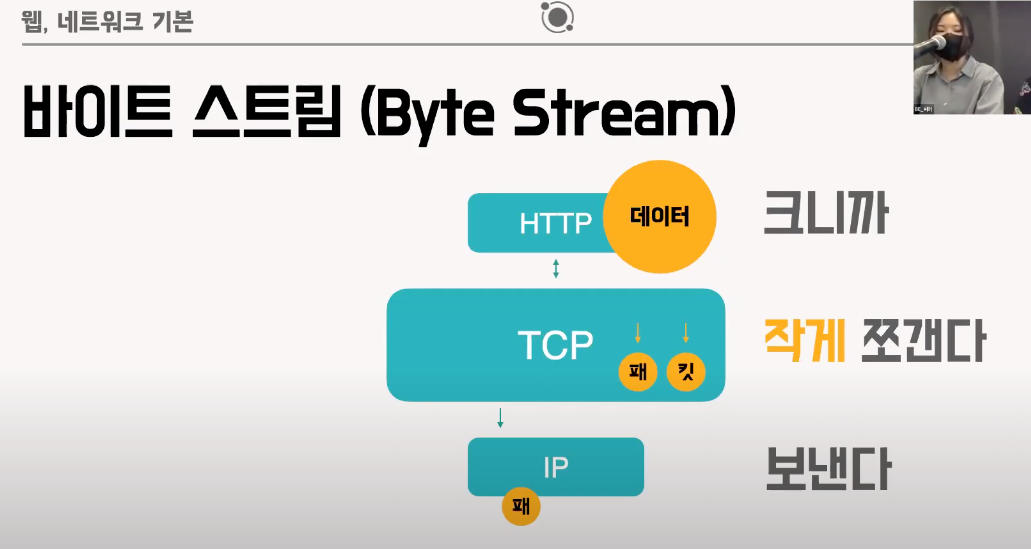 웹, 네트워크 기본
바이트 스트림 (Byte Stream)
HTTP
데이터
크니까
TCP
패
킷
작게 쪼갠다
IP
패
보낸다